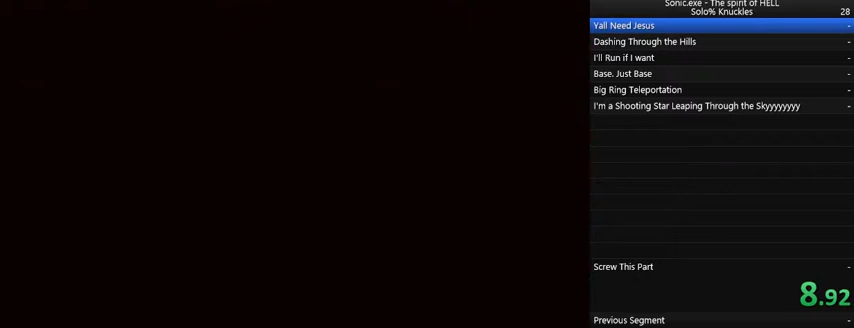 Sonic.exe - The spirit of HELL
Solo% Knuckles 28
Yall Need Jesus -
Dashing Through the Hills -
I'll Run if I want -
Base. Just Base -
Big Ring Teleportation -
I'm a Shooting Star Leaping Through the Skyyyyyyyy -
Screw This Part -
8.92
Previous Segment -